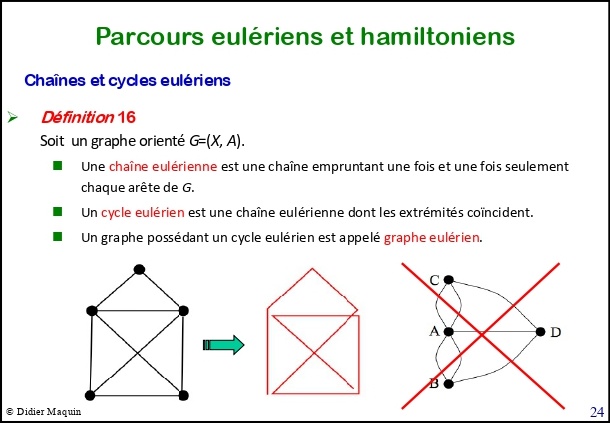 Parcours eulériens et hamiltoniens
Chaînes et cycles eulériens
Définition 16
Soit un graphe orienté G=(X, A).
Une chaîne eulérienne est une chaîne empruntant une fois et une fois seulement
chaque arête de G.
Un cycle eulérien est une chaîne eulérienne dont les extrémités coïncident.
Un graphe possédant un cycle eulérien est appelé graphe eulérien.
C
A
D
B
© Didier Maquin
24